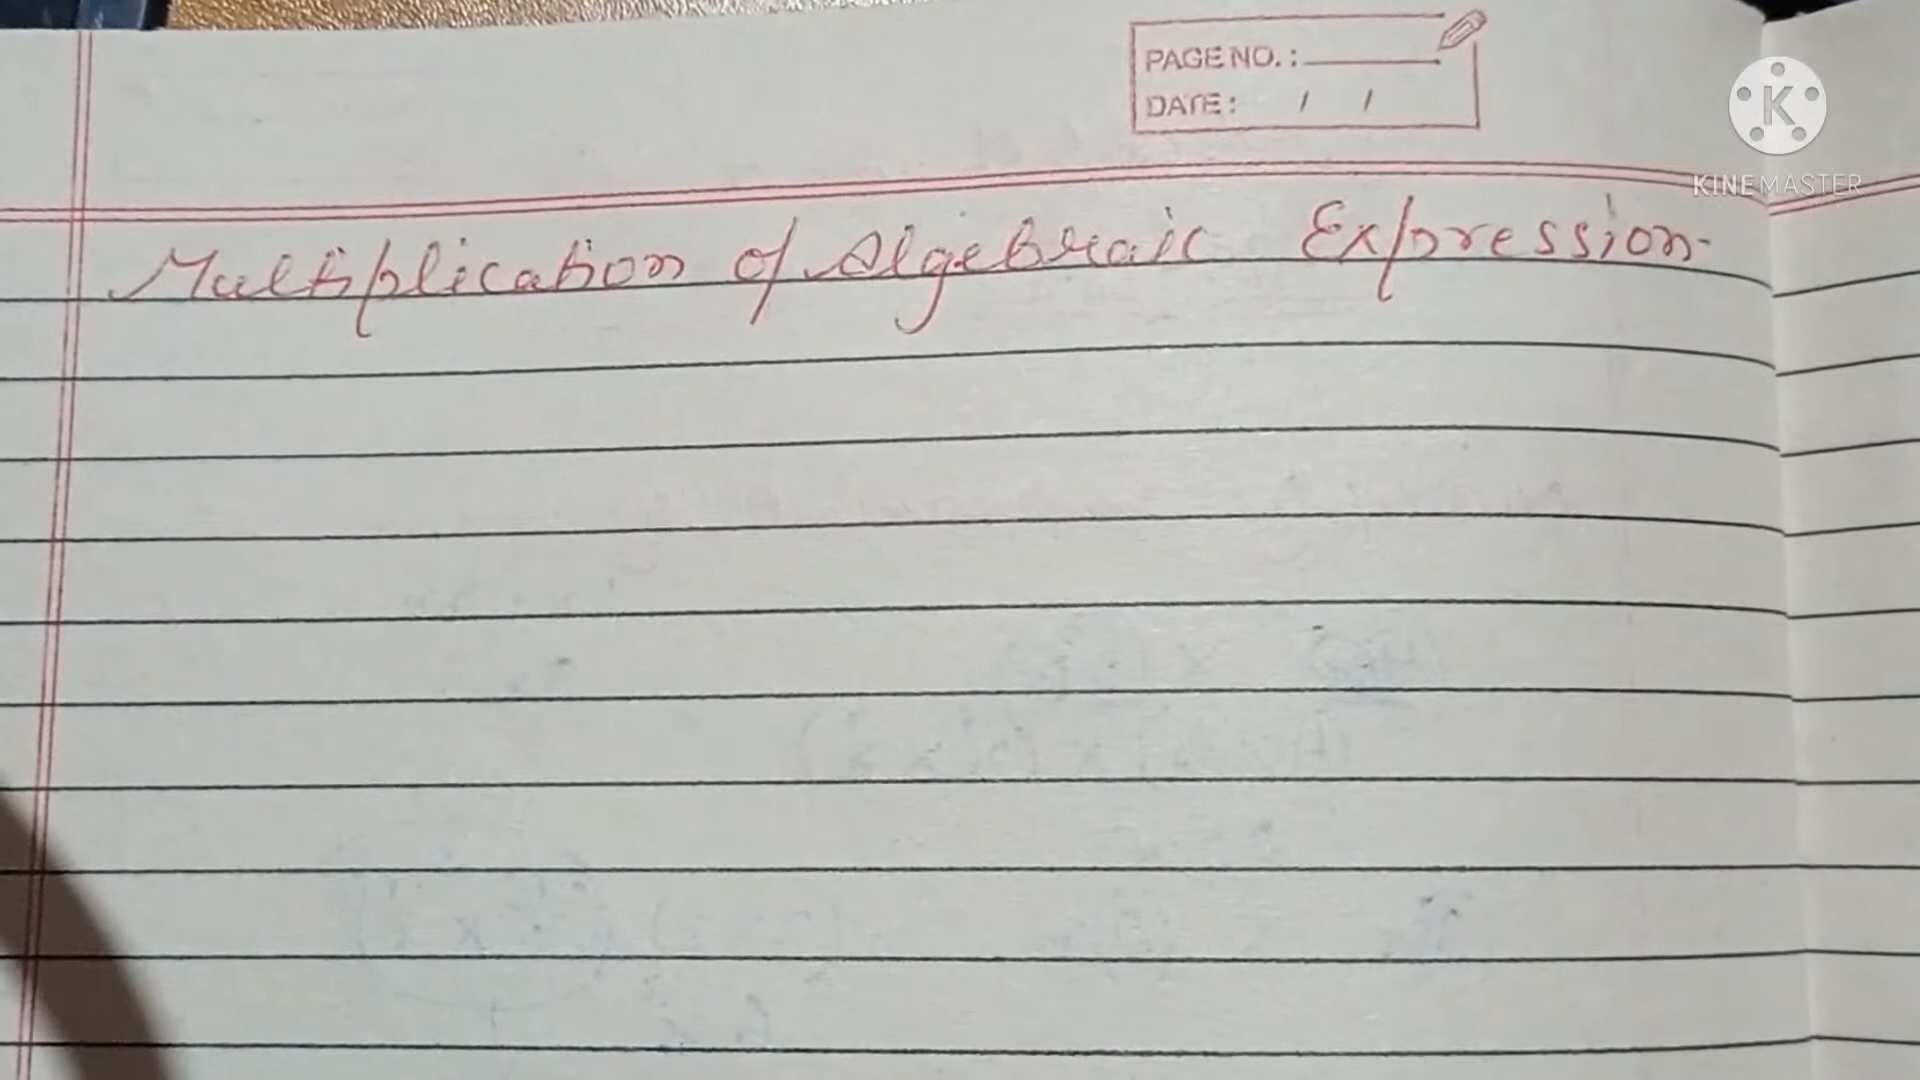 PAGE NO. :
DATE : / /
K
KINEMASTER
Multiplication of Algebraic Expression